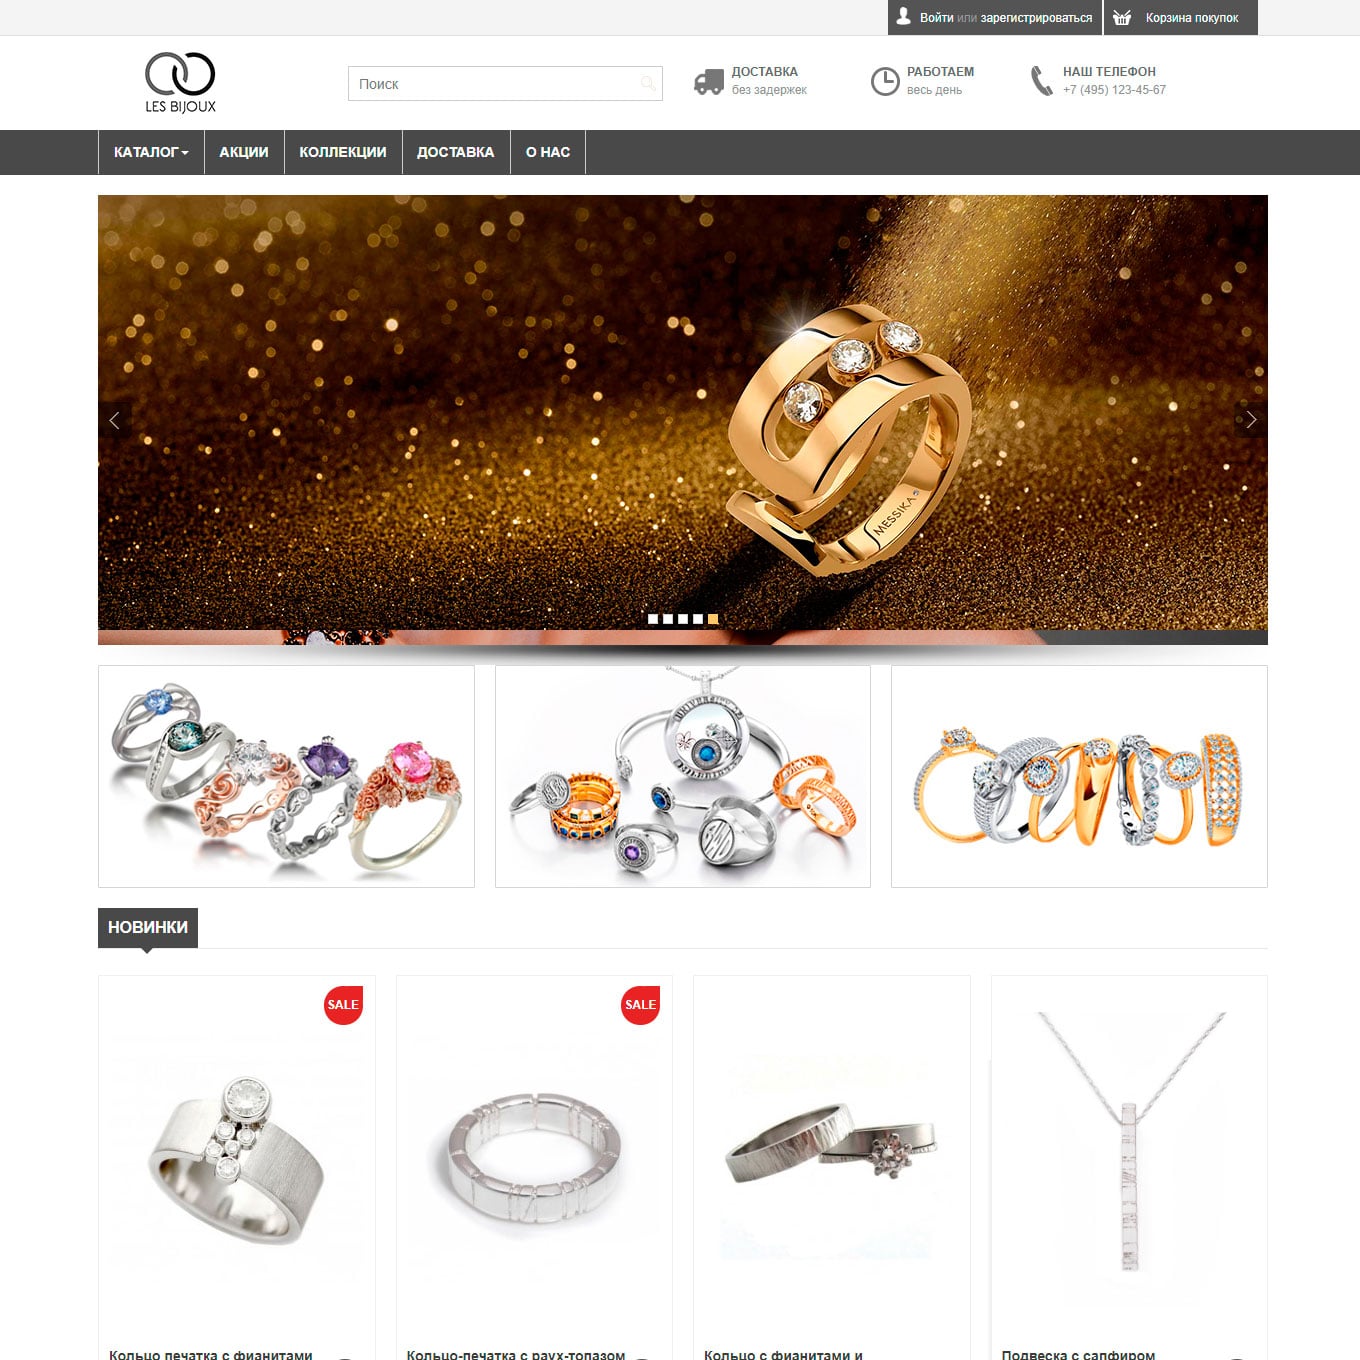 Войти или зарегистрироваться
Корзина покупок
LES BIJOUX
Поиск
ДОСТАВКА
без задержек
РАБОТАЕМ
весь день
НАШ ТЕЛЕФОН
+7 (495) 123-45-67
КАТАЛОГ
АКЦИИ
КОЛЛЕКЦИИ
ДОСТАВКА
О НАС
MESSIKA
НОВИНКИ
SALE
SALE
Кольцо печатка с фианитами
Кольцо-печатка с раух-топазом
Кольцо с фианитами и
Подвеска с сапфиром